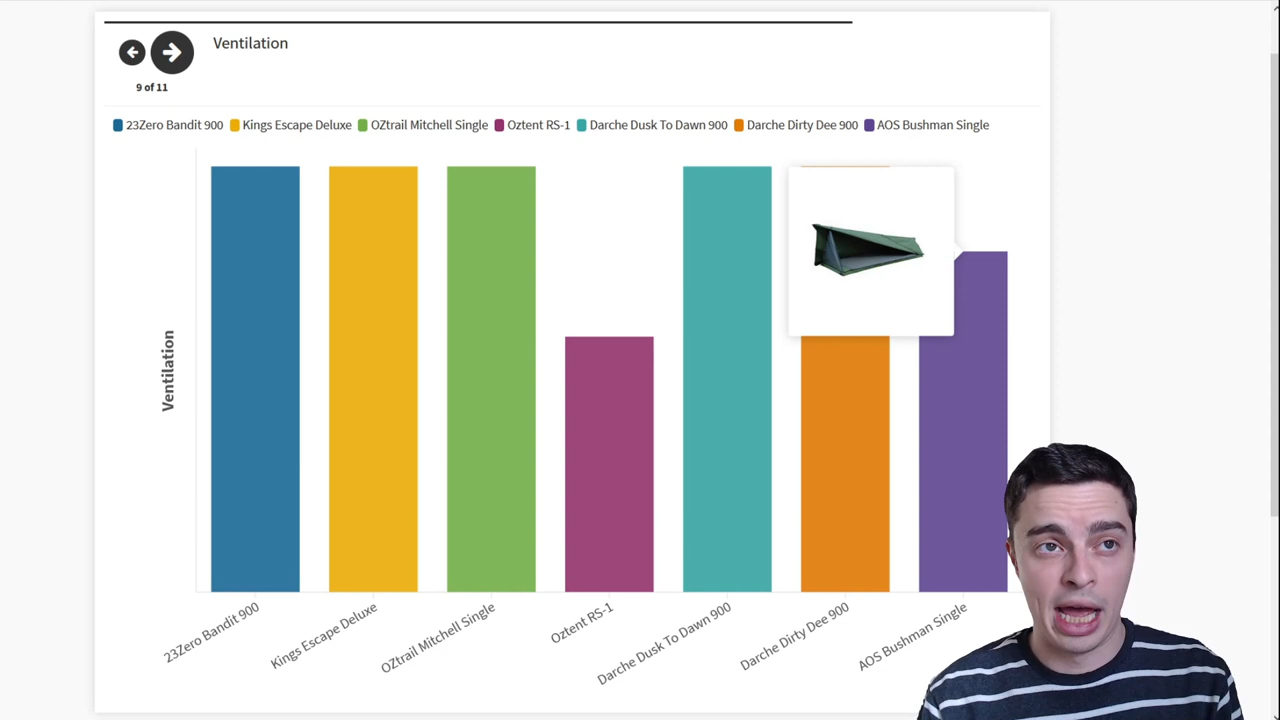 Ventilation
9 of 11
23Zero Bandit 900 Kings Escape Deluxe OZtrail Mitchell Single Oztent RS-1 Darche Dusk To Dawn 900 Darche Dirty Dee 900 AOS Bushman Single
Ventilation
23Zero Bandit 900
Kings Escape Deluxe
OZtrail Mitchell Single
Oztent RS-1
Darche Dusk To Dawn 900
Darche Dirty Dee 900
AOS Bushman Single